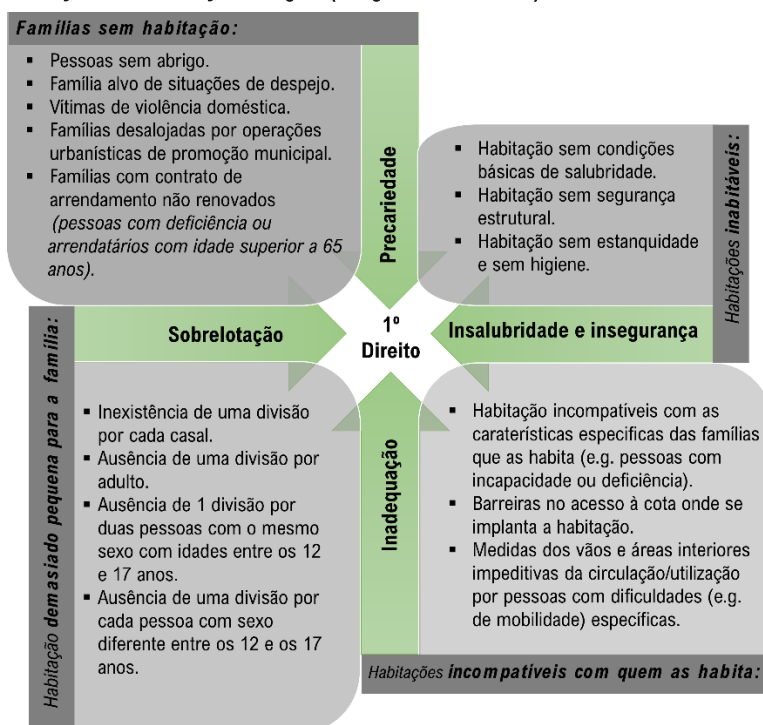 Famílias sem habitação:
▪ Pessoas sem abrigo.
▪ Família alvo de situações de despejo.
▪ Vítimas de violência doméstica.
▪ Famílias desalojadas por operações
urbanísticas de promoção municipal.
▪ Famílias com contrato de
arrendamento não renovados
(pessoas com deficiência ou
arrendatários com idade superior a 65
anos).
Precariedade
▪ Habitação sem condições
básicas de salubridade.
▪ Habitação sem segurança
estrutural.
▪ Habitação sem estanquidade
e sem higiene.
Habitações inabitáveis:
Sobrelotação
1º
Direito
Insalubridade e insegurança
Habitação demasiado pequena para a família:
▪ Inexistência de uma divisão
por cada casal.
▪ Ausência de uma divisão por
adulto.
▪ Ausência de 1 divisão por
duas pessoas com o mesmo
sexo com idades entre os 12
e 17 anos.
▪ Ausência de uma divisão por
cada pessoa com sexo
diferente entre os 12 e os 17
anos.
Inadequação
▪ Habitação incompatíveis com as
caraterísticas especificas das famílias
que as habita (e.g. pessoas com
incapacidade ou deficiência).
▪ Barreiras no acesso à cota onde se
implanta a habitação.
▪ Medidas dos vãos e áreas interiores
impeditivas da circulação/utilização
por pessoas com dificuldades (e.g.
de mobilidade) específicas.
Habitações incompatíveis com quem as habita: